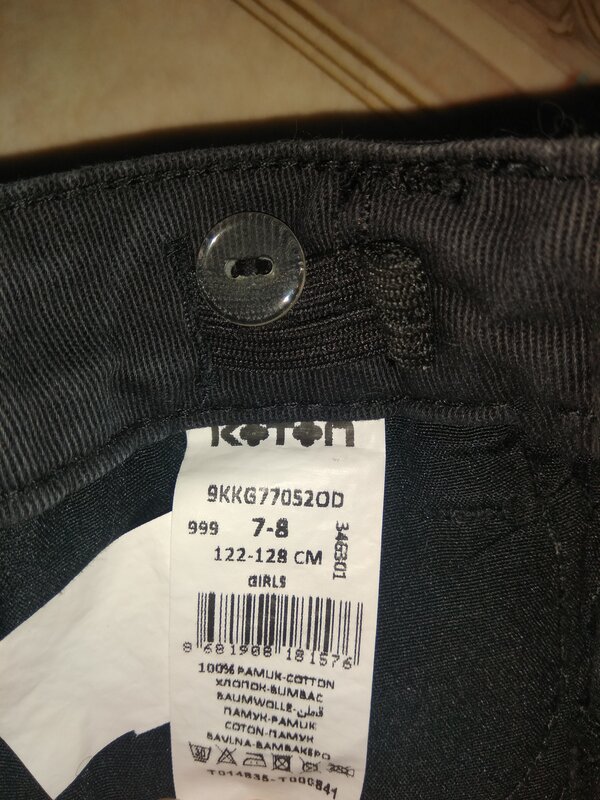 KOTON
9KKG77052OD
999 7-8
122-128 CM
346301
GIRLS
8 681908 181576
100% PAMUK-COTTON
ХЛОПОК-BUMBAC
BAUMWOLLE-قطن
ПАМУК-PAMUK
COTON-ПАМУК
BAVLNA-ΒΑΜΒΑΚΕΡΟ
30